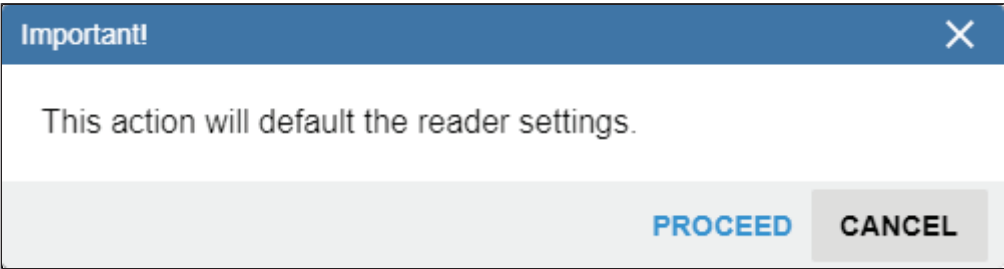 Important!
This action will default the reader settings.
PROCEED CANCEL